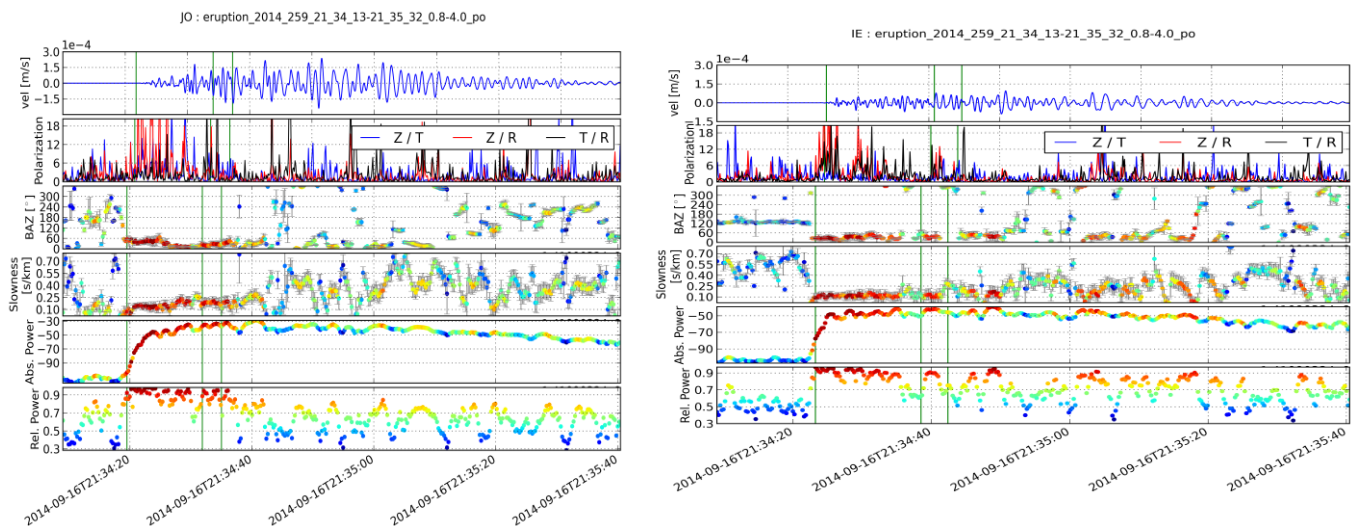 JO : eruption_2014_259_21_34_13-21_35_32_0.8-4.0_po
1e−4
3.0
1.5
0.0
−1.5
vel [m/s]
18
12
6
0
Polarization
Z / T Z / R T / R
300
240
180
120
60
BAZ [°]
0.70
0.55
0.40
0.25
0.10
Slowness
[s/km]
−30
−50
−70
−90
Abs. Power
0.9
0.7
0.5
0.3
Rel. Power
2014-09-16T21:34:20
2014-09-16T21:34:40
2014-09-16T21:35:00
2014-09-16T21:35:20
2014-09-16T21:35:40
IE : eruption_2014_259_21_34_13-21_35_32_0.8-4.0_po
1e−4
3.0
1.5
0.0
1.5
vel [m/s]
18
12
6
0
Polarization
Z / T Z / R T / R
300
240
180
120
60
0
BAZ [°]
0.70
0.55
0.40
0.25
0.10
Slowness
[s/km]
−50
−70
−90
Abs. Power
0.9
0.7
0.5
0.3
Rel. Power
2014-09-16T21:34:20
2014-09-16T21:34:40
2014-09-16T21:35:00
2014-09-16T21:35:20
2014-09-16T21:35:40